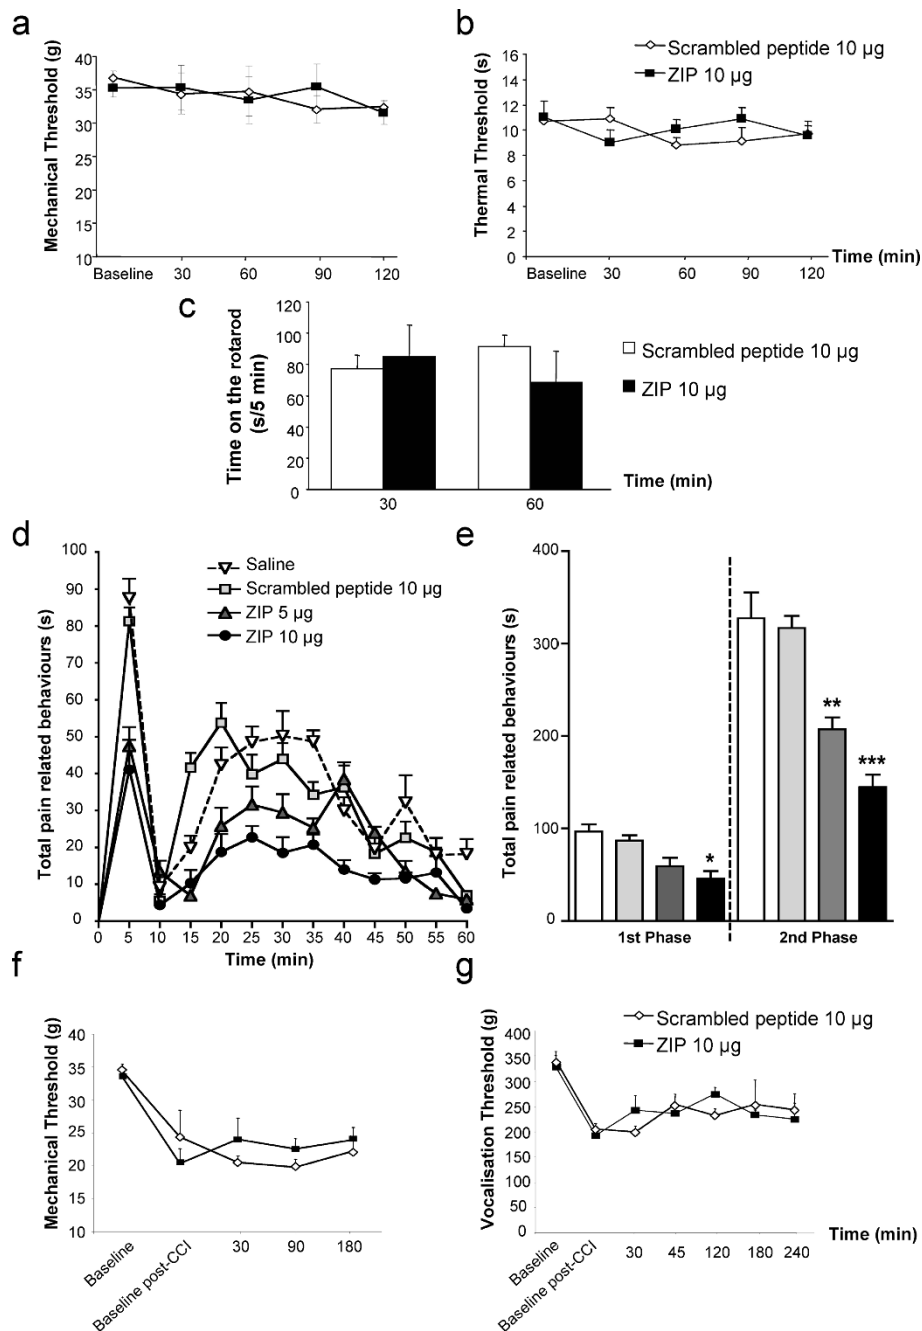 a
Mechanical Threshold (g)
40
35
30
25
20
15
10
Baseline 30 60 90 120
b
Scrambled peptide 10 µg
ZIP 10 µg
Thermal Threshold (s)
16
14
12
10
8
6
4
2
0
Baseline 30 60 90 120
Time (min)
c
Time on the rotarod
(s/5 min)
120
100
80
60
40
20
0
30 60
Scrambled peptide 10 µg
ZIP 10 µg
Time (min)
d
Total pain related behaviours (s)
100
90
80
70
60
50
40
30
20
10
0
Saline
Scrambled peptide 10 µg
ZIP 5 µg
ZIP 10 µg
0 5 10 15 20 25 30 35 40 45 50 55 60
Time (min)
e
Total pain related behaviours (s)
400
300
200
100
0
*
**
***
1st Phase 2nd Phase
f
Mechanical Threshold (g)
40
35
30
25
20
15
10
Baseline Baseline post-CCI 30 90 180
g
Scrambled peptide 10 µg
ZIP 10 µg
Vocalisation Threshold (g)
400
350
300
250
200
150
100
50
0
Baseline Baseline post-CCI 30 45 120 180 240
Time (min)